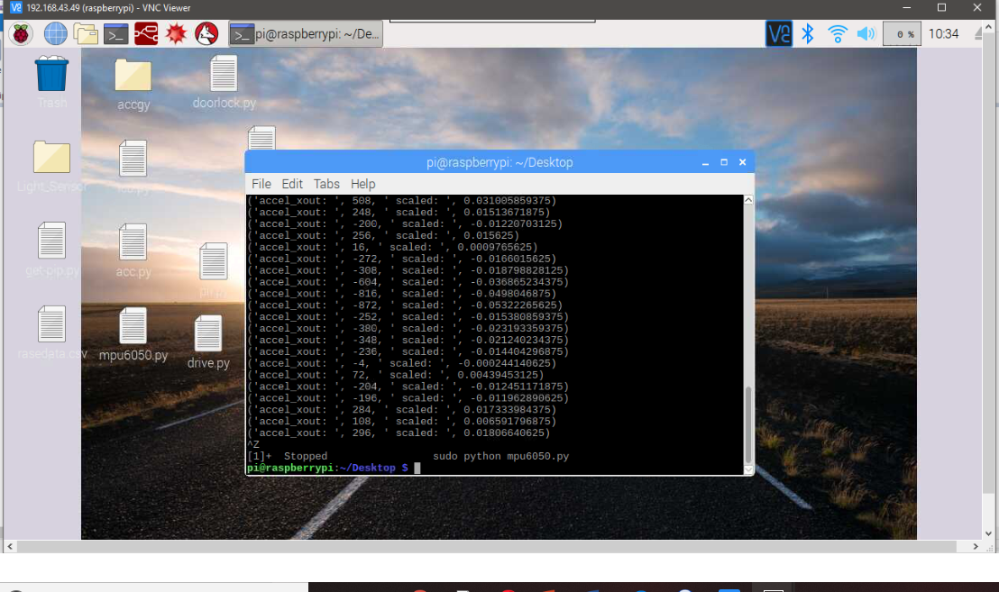 192.168.43.49 (raspberrypi) - VNC Viewer
pi@raspberrypi: ~/De...
0 %
10:34
Trash
accgy
doorlock.py
Light_Sensor
get-pip.py
acc.py
rasedata.csv
mpu6050.py
drive.py
pi@raspberrypi: ~/Desktop
File Edit Tabs Help
('accel_xout: ', 508, ' scaled: ', 0.031005859375)
('accel_xout: ', 248, ' scaled: ', 0.01513671875)
('accel_xout: ', -200, ' scaled: ', -0.01220703125)
('accel_xout: ', 256, ' scaled: ', 0.015625)
('accel_xout: ', 16, ' scaled: ', 0.0009765625)
('accel_xout: ', -272, ' scaled: ', -0.0166015625)
('accel_xout: ', -308, ' scaled: ', -0.018798828125)
('accel_xout: ', -604, ' scaled: ', -0.036865234375)
('accel_xout: ', -816, ' scaled: ', -0.0498046875)
('accel_xout: ', -872, ' scaled: ', -0.05322265625)
('accel_xout: ', -252, ' scaled: ', -0.015380859375)
('accel_xout: ', -380, ' scaled: ', -0.023193359375)
('accel_xout: ', -348, ' scaled: ', -0.021240234375)
('accel_xout: ', -236, ' scaled: ', -0.014404296875)
('accel_xout: ', -4, ' scaled: ', -0.000244140625)
('accel_xout: ', 72, ' scaled: ', 0.00439453125)
('accel_xout: ', -204, ' scaled: ', -0.012451171875)
('accel_xout: ', -196, ' scaled: ', -0.011962890625)
('accel_xout: ', 284, ' scaled: ', 0.017333984375)
('accel_xout: ', 108, ' scaled: ', 0.006591796875)
('accel_xout: ', 296, ' scaled: ', 0.01806640625)
^Z
[1]+ Stopped sudo python mpu6050.py
pi@raspberrypi:~/Desktop $